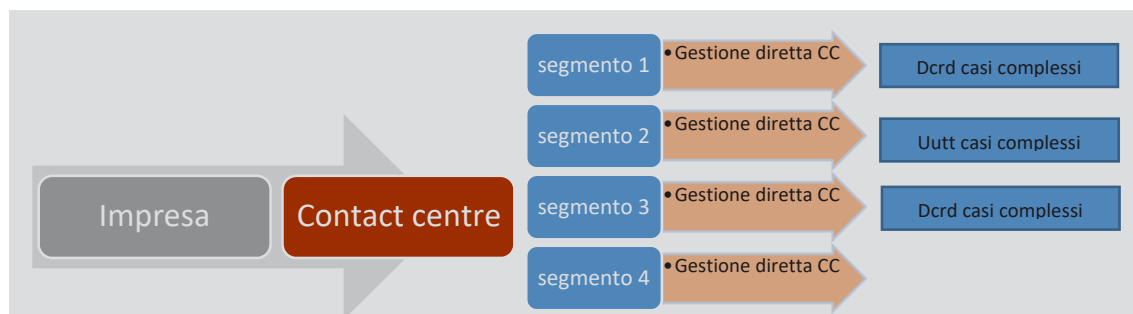 Impresa
Contact centre
segmento 1
• Gestione diretta CC
Dcrd casi complessi
segmento 2
• Gestione diretta CC
Uutt casi complessi
segmento 3
• Gestione diretta CC
Dcrd casi complessi
segmento 4
• Gestione diretta CC